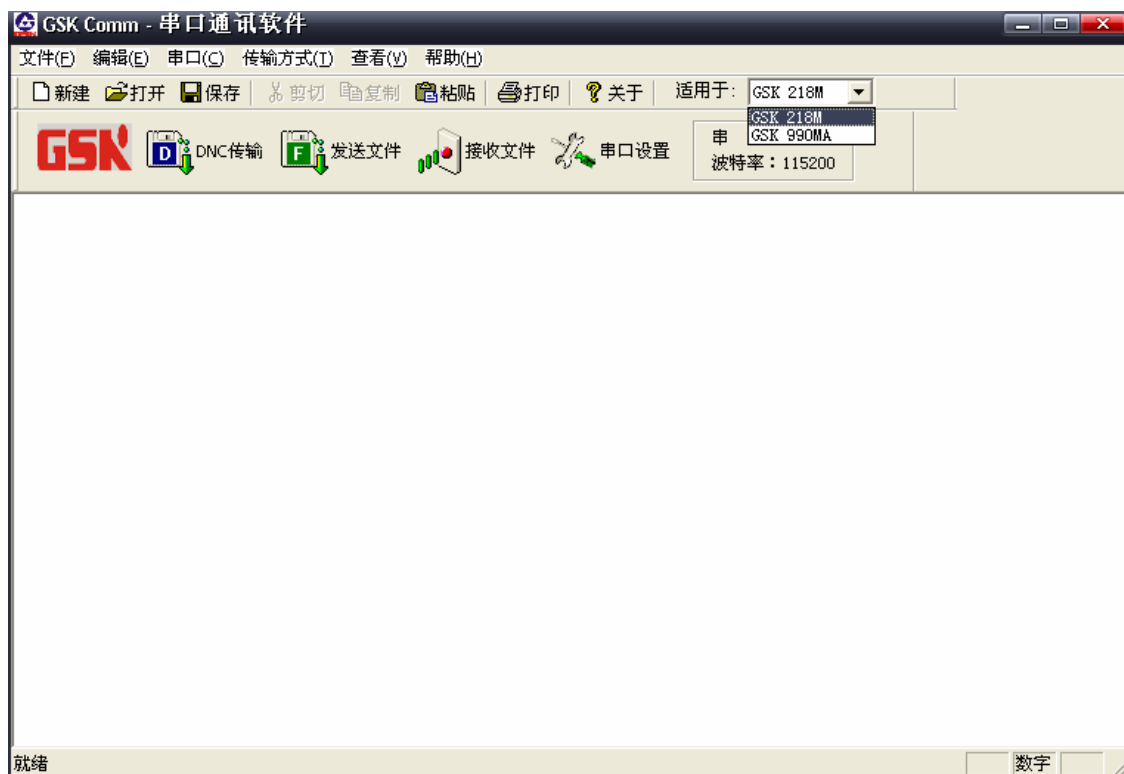 GSK Comm - 串口通讯软件
文件(F) 编辑(E) 串口(C) 传输方式(T) 查看(V) 帮助(H)
新建 打开 保存 剪切 复制 粘贴 打印 关于 适用于: GSK 218M
GSK 218M
GSK 990MA
GSK D DNC传输 F 发送文件 接收文件 串口设置 串
波特率：115200
就绪 数字